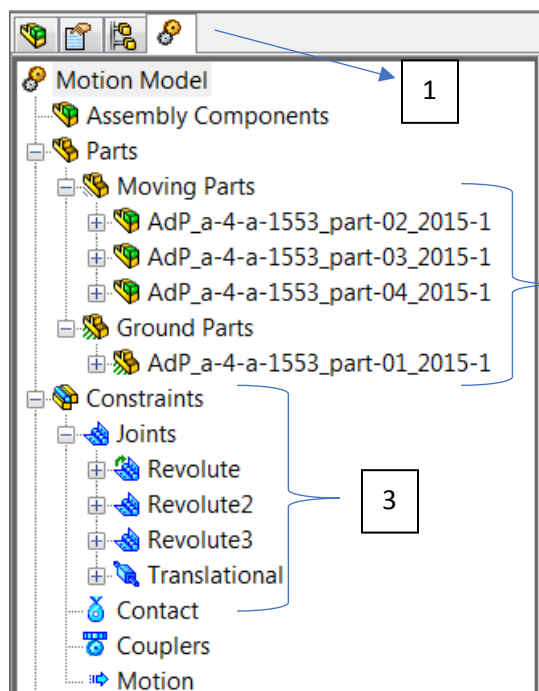 1
Motion Model
Assembly Components
Parts
Moving Parts
AdP_a-4-a-1553_part-02_2015-1
AdP_a-4-a-1553_part-03_2015-1
AdP_a-4-a-1553_part-04_2015-1
Ground Parts
AdP_a-4-a-1553_part-01_2015-1
Constraints
Joints
Revolute
Revolute2
Revolute3
3
Translational
Contact
Couplers
Motion